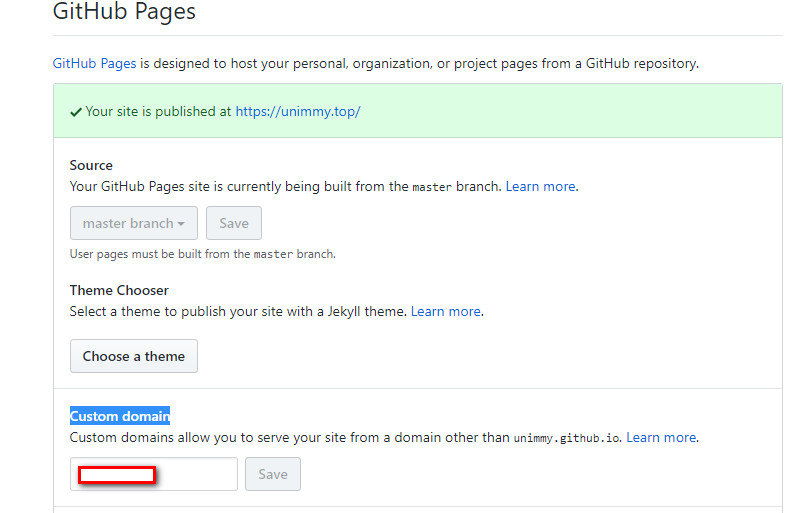 GitHub Pages
GitHub Pages is designed to host your personal, organization, or project pages from a GitHub repository.
Your site is published at https://unimmy.top/
Source
Your GitHub Pages site is currently being built from the master branch. Learn more.
master branch Save
User pages must be built from the master branch.
Theme Chooser
Select a theme to publish your site with a Jekyll theme. Learn more.
Choose a theme
Custom domain
Custom domains allow you to serve your site from a domain other than unimmy.github.io. Learn more.
Save